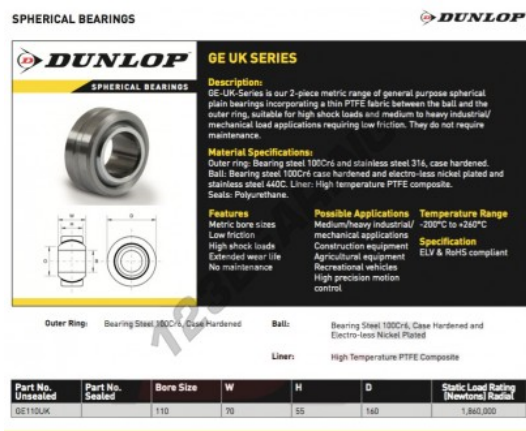 SPHERICAL BEARINGS
DUNLOP
DUNLOP
SPHERICAL BEARINGS
GE UK SERIES
Description:
GE-UK-Series is our 2-piece metric range of general purpose spherical
plain bearings incorporating a thin PTFE fabric between the ball and the
outer ring, suitable for high shock loads and medium to heavy industrial/
mechanical load applications requiring low friction. They do not require
maintenance.
Material Specifications:
Outer ring: Bearing steel 100Cr6 and stainless steel 316, case hardened.
Ball: Bearing steel 100Cr6 case hardened and electro-less nickel plated and
stainless steel 440C. Liner: High temperature PTFE composite.
Seals: Polyurethane.
Features
Metric bore sizes
Low friction
High shock loads
Extended wear life
No maintenance
Possible Applications
Medium/heavy industrial/
mechanical applications
Construction equipment
Agricultural equipment
Recreational vehicles
High precision motion
control
Temperature Range
-200°C to +260°C
Specification
ELV & RoHS compliant
Outer Ring: Bearing Steel 100Cr6, Case Hardened
Ball: Bearing Steel 100Cr6, Case Hardened and
Electro-less Nickel Plated
Liner: High Temperature PTFE Composite
Part No. Unsealed Part No. Sealed Bore Size W H D Static Load Rating (Newtons) Radial
GE110UK 110 70 55 160 1,860,000